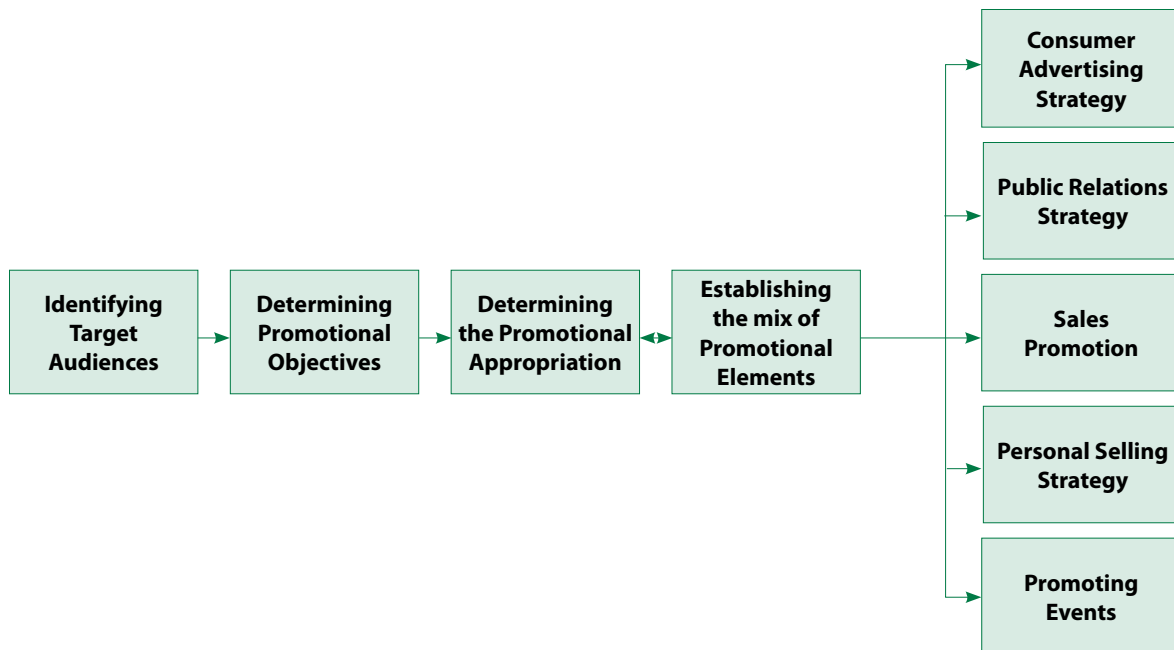 Identifying
Target
Audiences
Determining
Promotional
Objectives
Determining
the Promotional
Appropriation
Establishing
the mix of
Promotional
Elements
Consumer
Advertising
Strategy
Public Relations
Strategy
Sales
Promotion
Personal Selling
Strategy
Promoting
Events